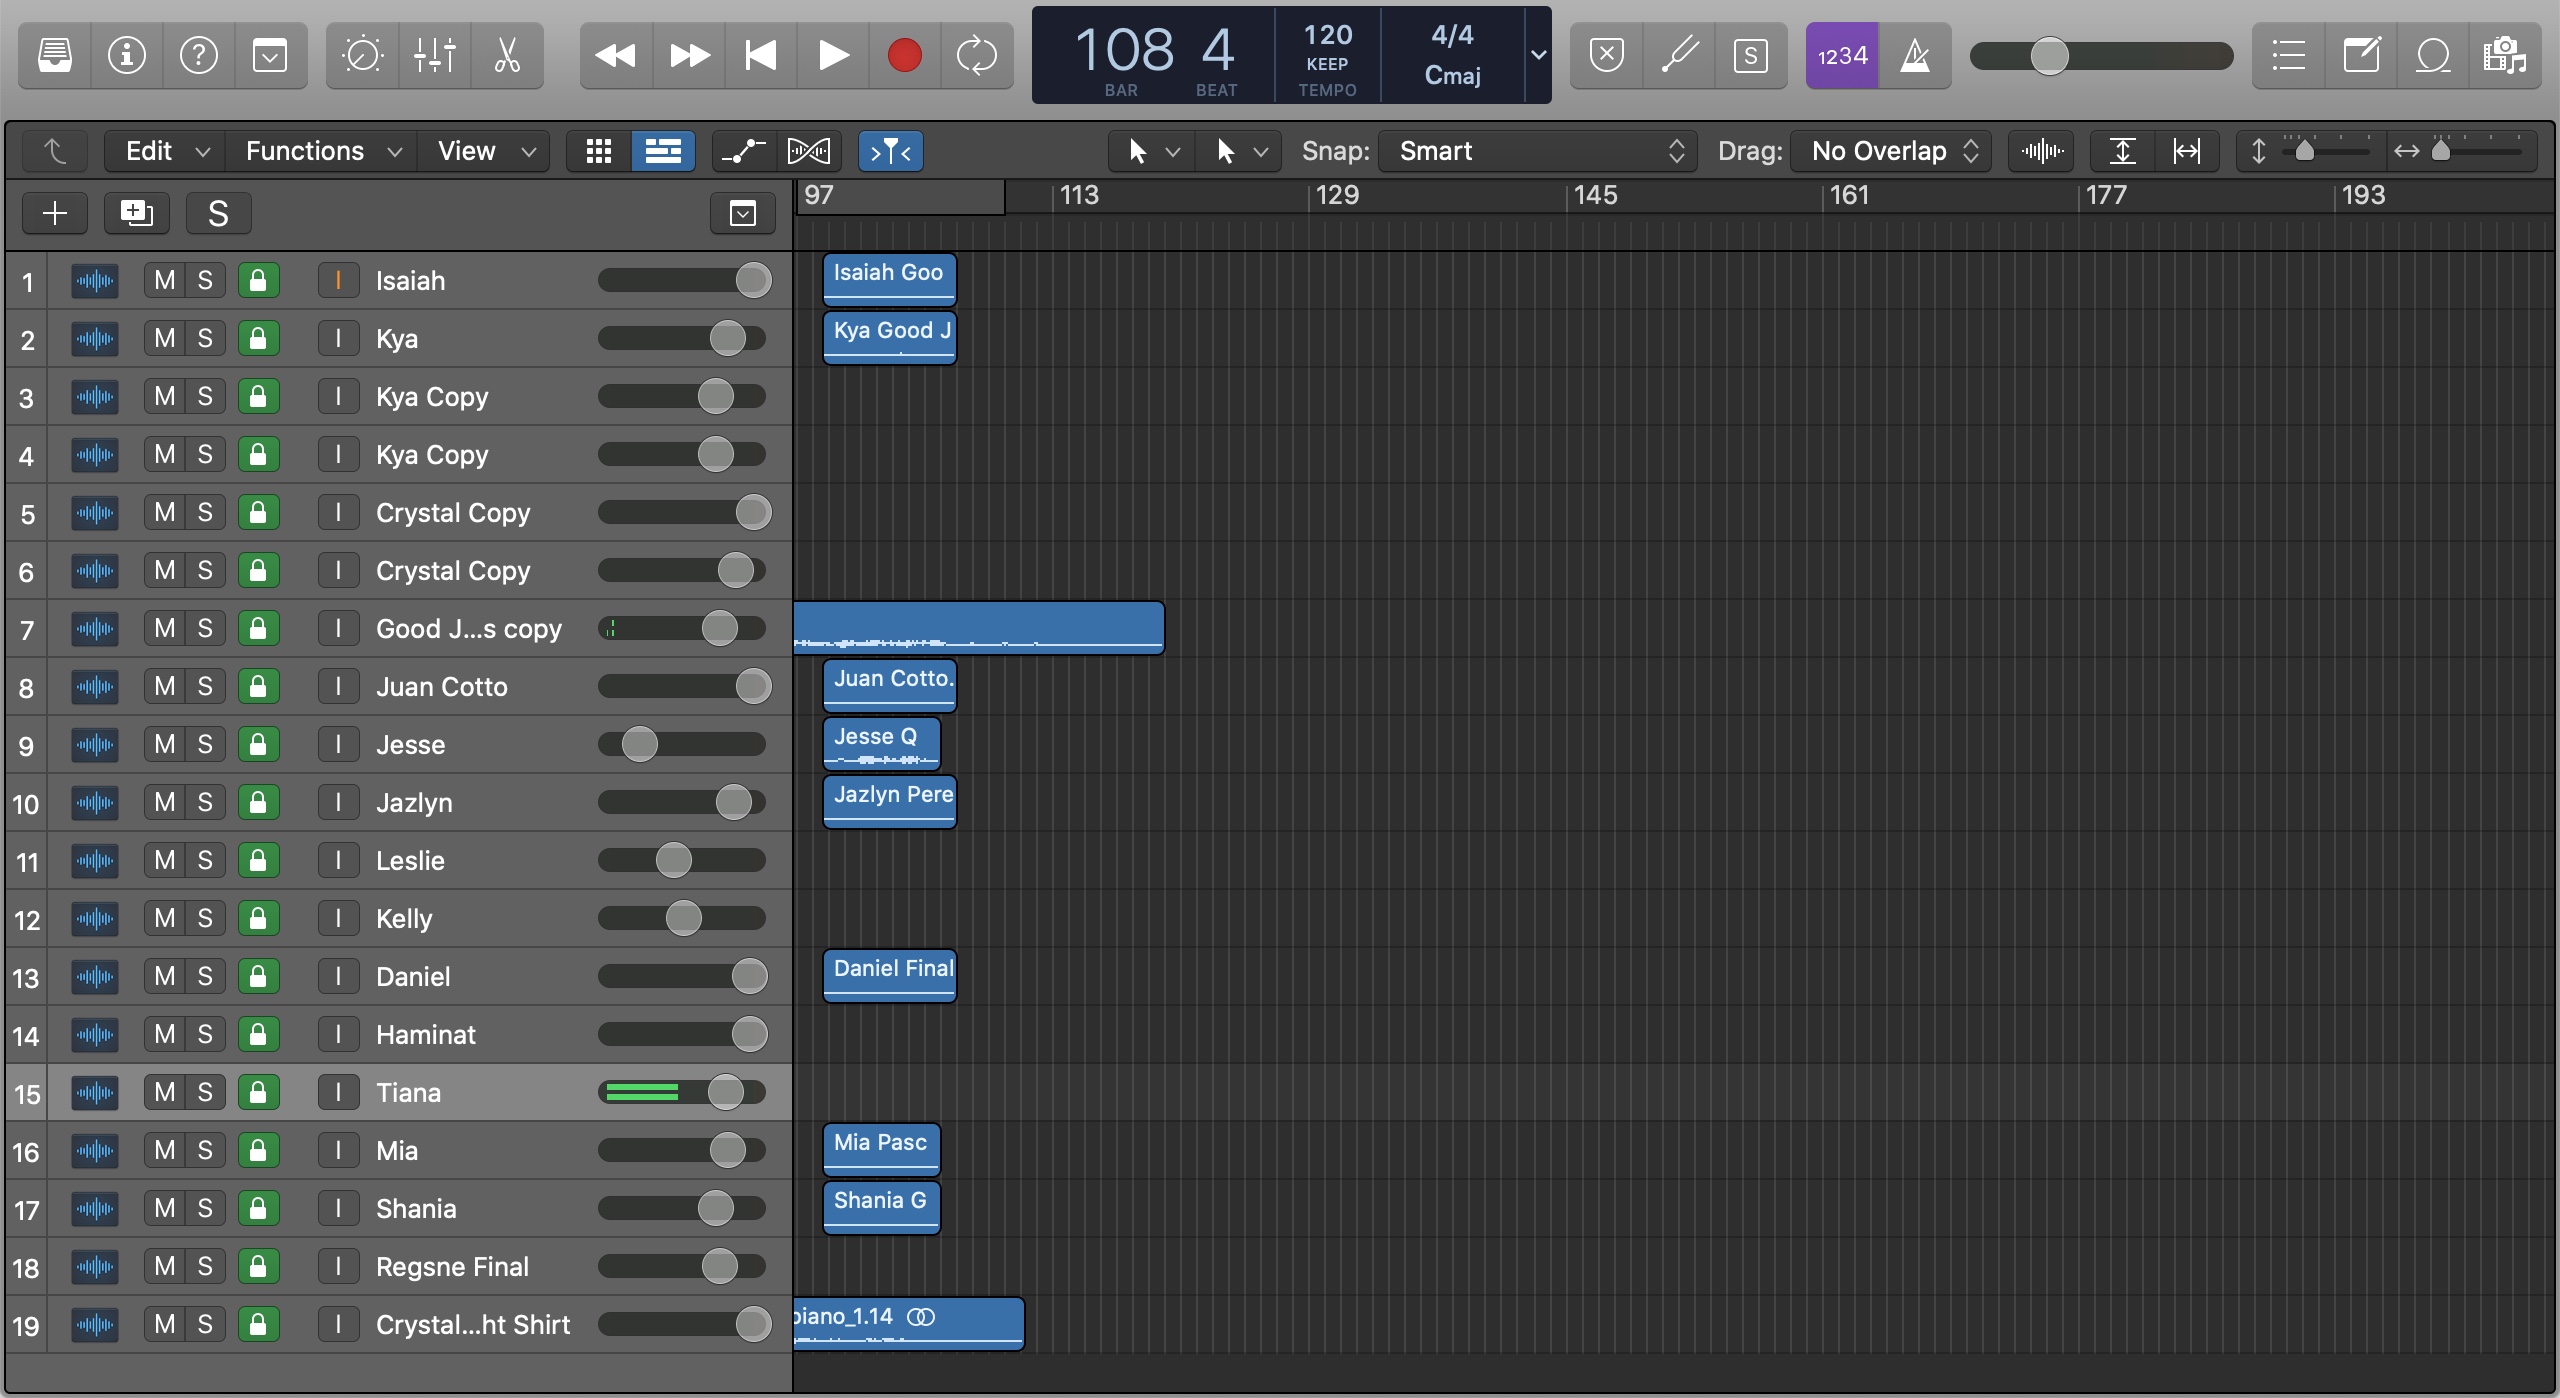 108 4 120 4/4 1234
KEEP Cmaj
BAR BEAT TEMPO
S
Edit Functions View Snap: Smart Drag: No Overlap
S 97 113 129 145 161 177 193
1 M S I Isaiah Isaiah Goo
2 M S I Kya Kya Good J
3 M S I Kya Copy
4 M S I Kya Copy
5 M S I Crystal Copy
6 M S I Crystal Copy
7 M S I Good J...s copy
8 M S I Juan Cotto Juan Cotto.
9 M S I Jesse Jesse Q
10 M S I Jazlyn Jazlyn Pere
11 M S I Leslie
12 M S I Kelly
13 M S I Daniel Daniel Final
14 M S I Haminat
15 M S I Tiana
16 M S I Mia Mia Pasc
17 M S I Shania Shania G
18 M S I Regsne Final
19 M S I Crystal...ht Shirt piano_1.14